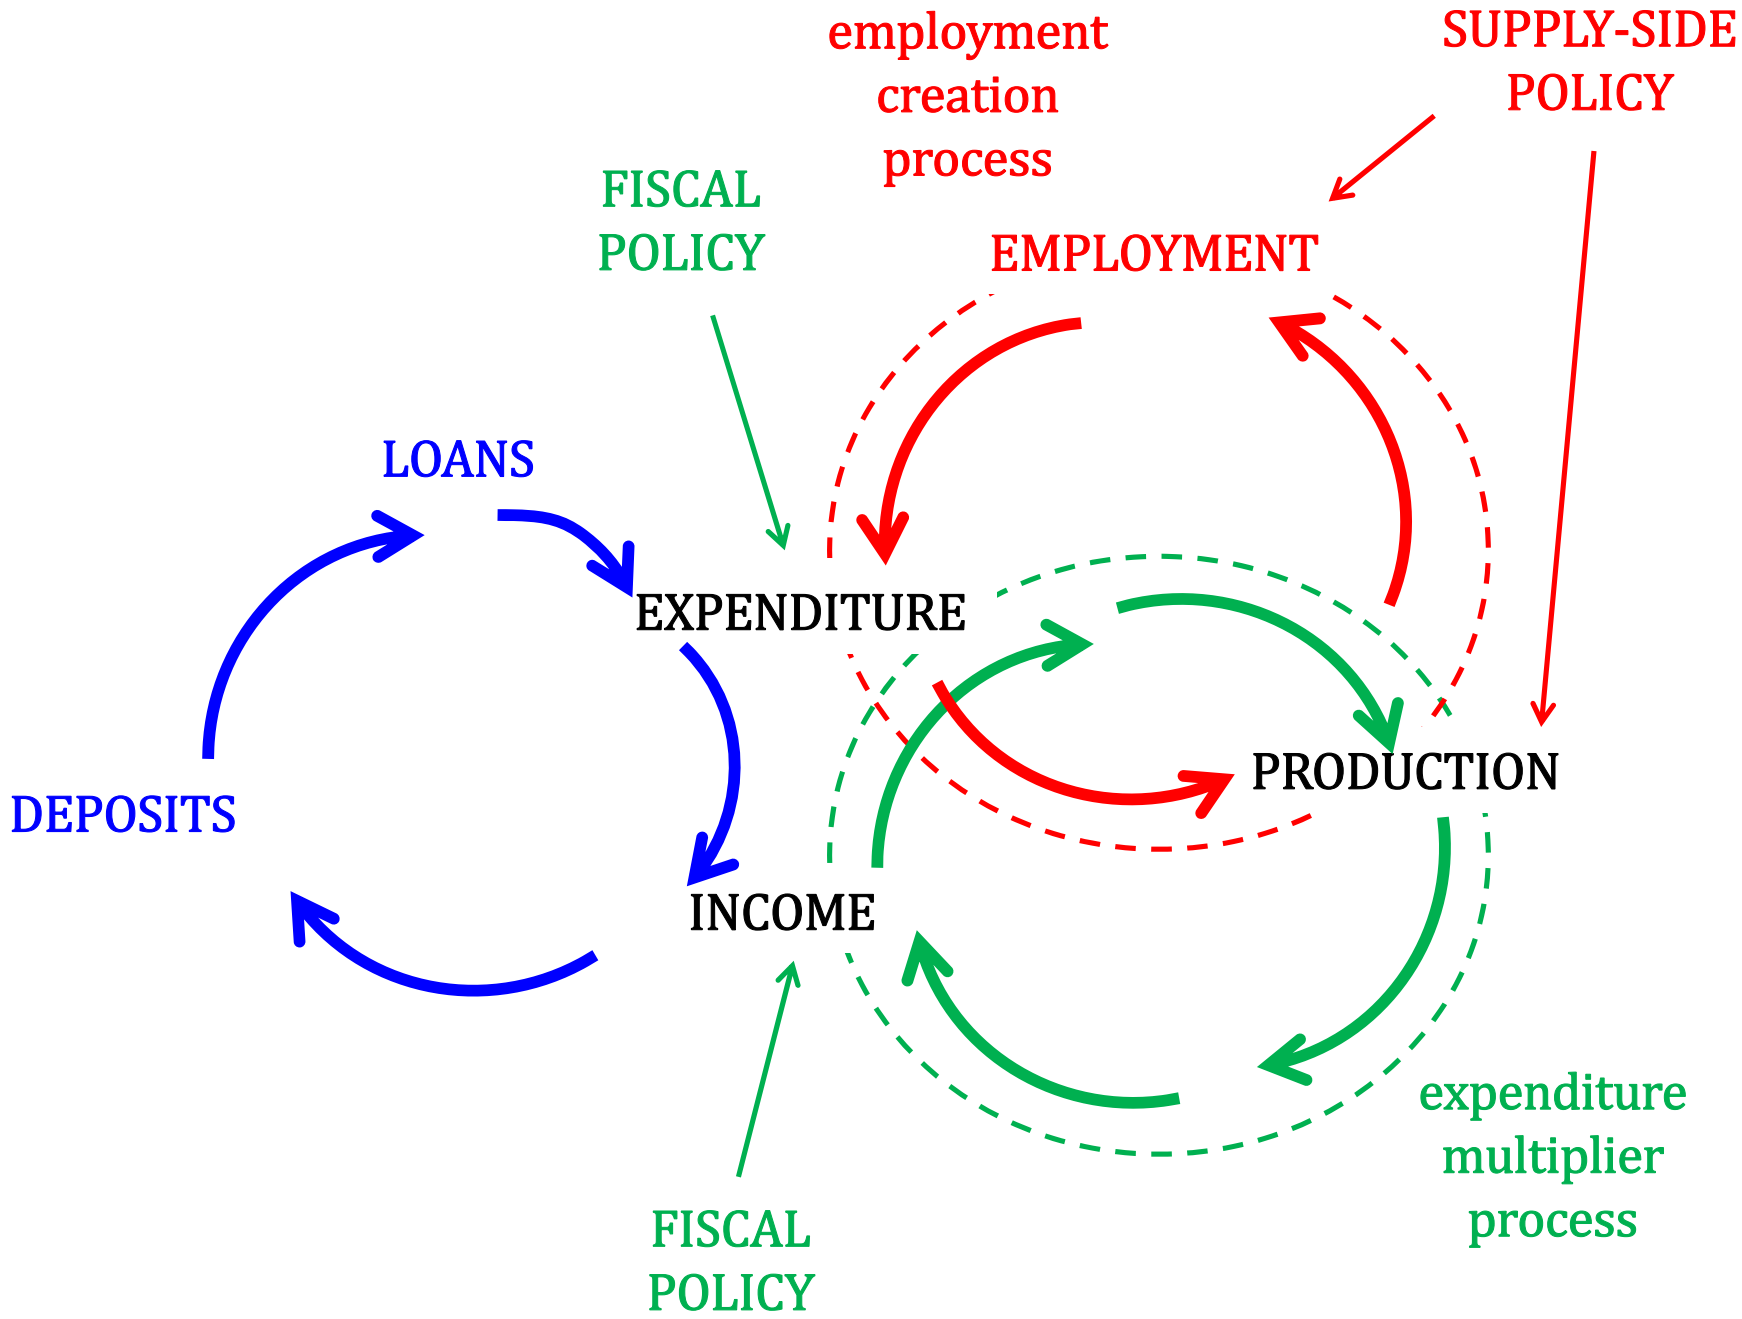 employment
creation
process
SUPPLY-SIDE
POLICY
FISCAL
POLICY
EMPLOYMENT
LOANS
EXPENDITURE
PRODUCTION
DEPOSITS
INCOME
expenditure
multiplier
process
FISCAL
POLICY